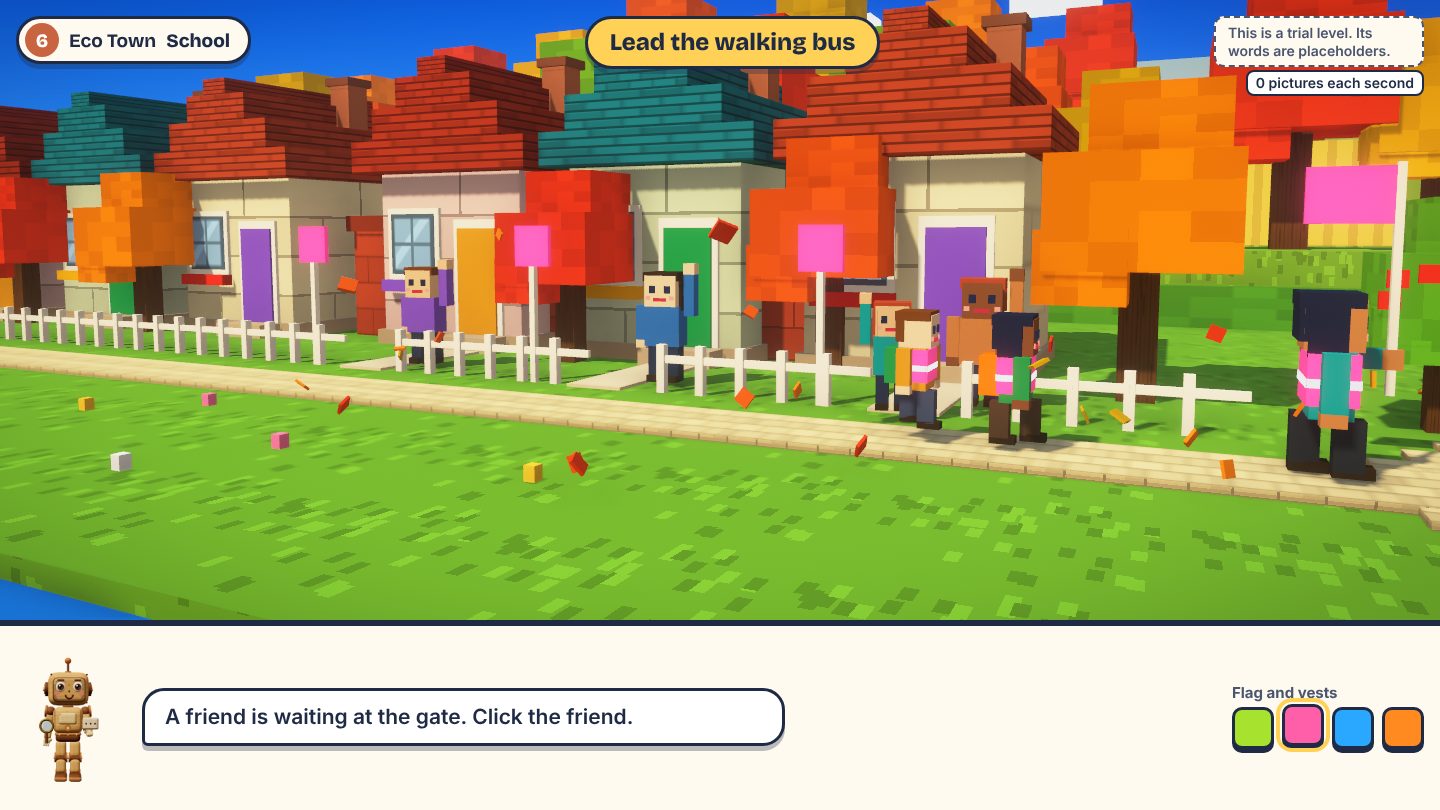 6 Eco Town School
Lead the walking bus
This is a trial level. Its
words are placeholders.
0 pictures each second
A friend is waiting at the gate. Click the friend.
Flag and vests